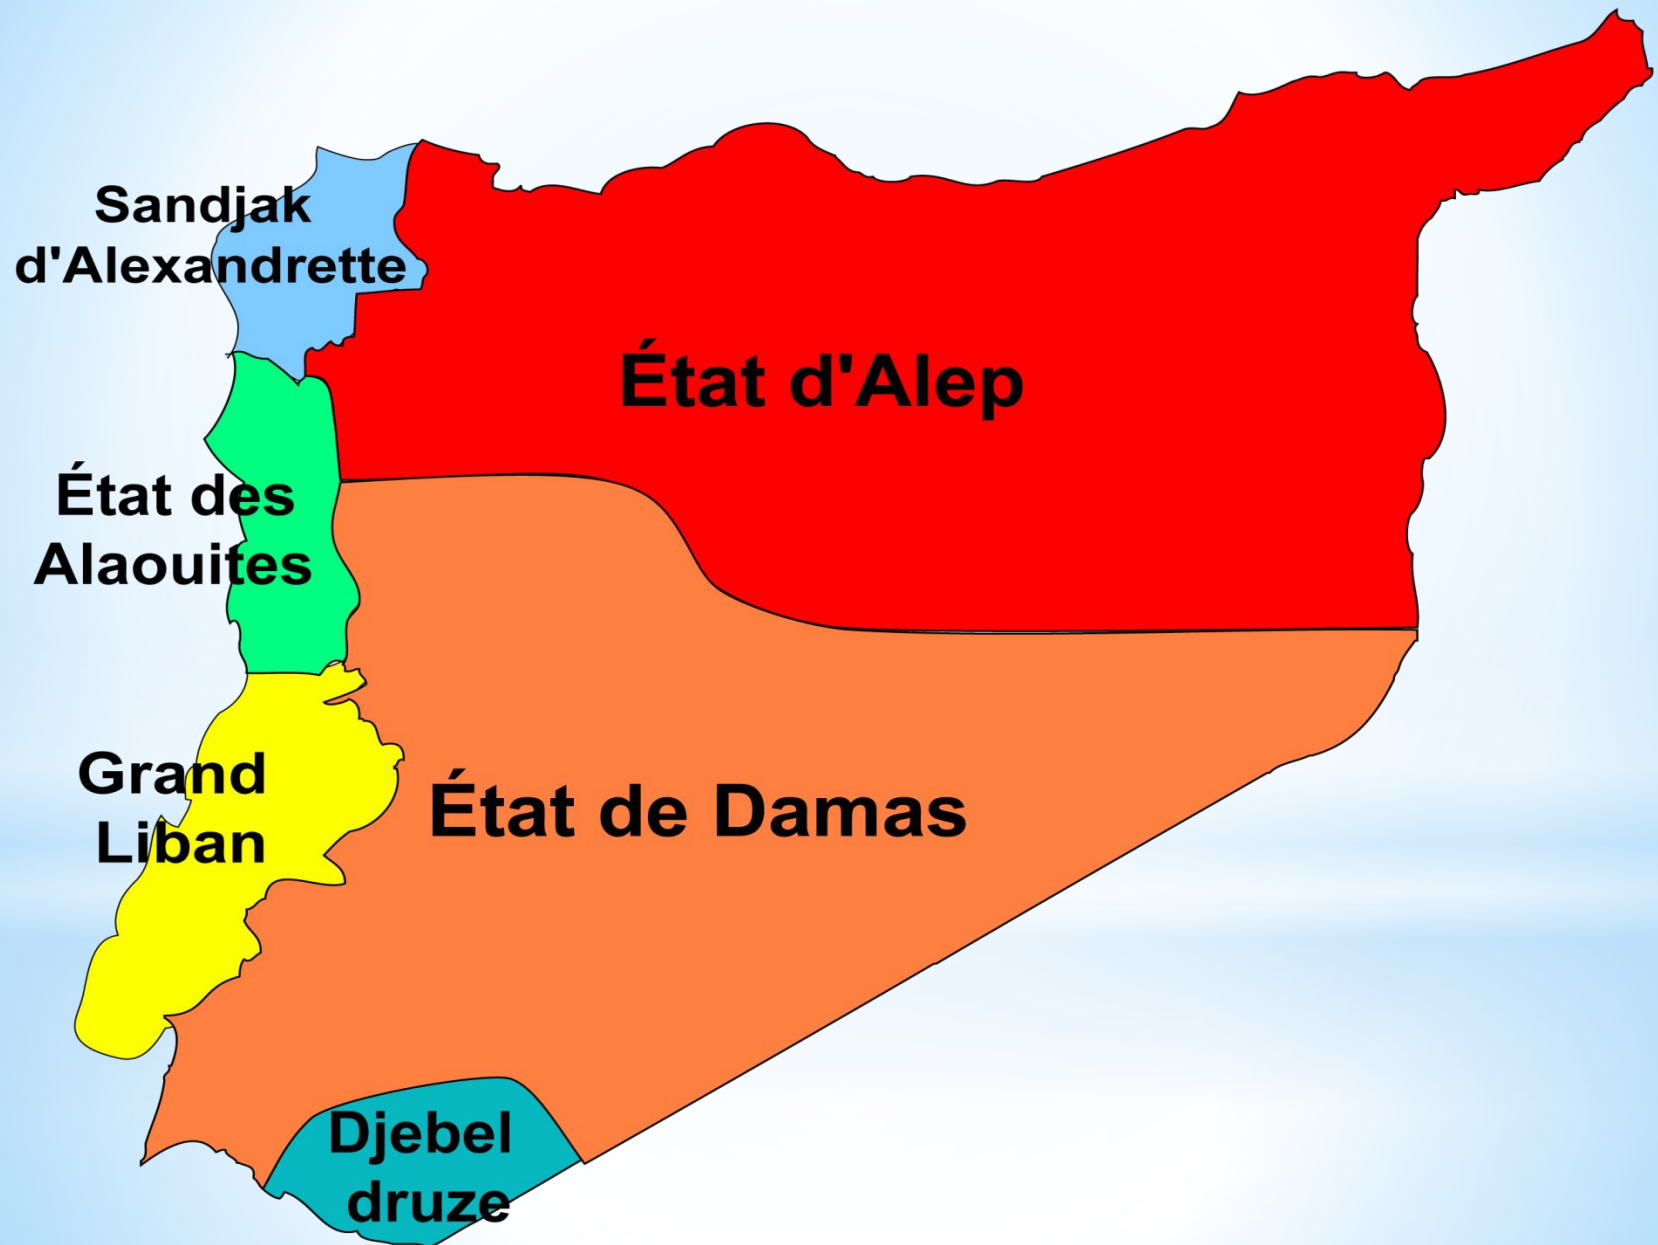 Sandjak
d'Alexandrette
État d'Alep
État des
Alaouites
Grand
Liban
État de Damas
Djebel
druze